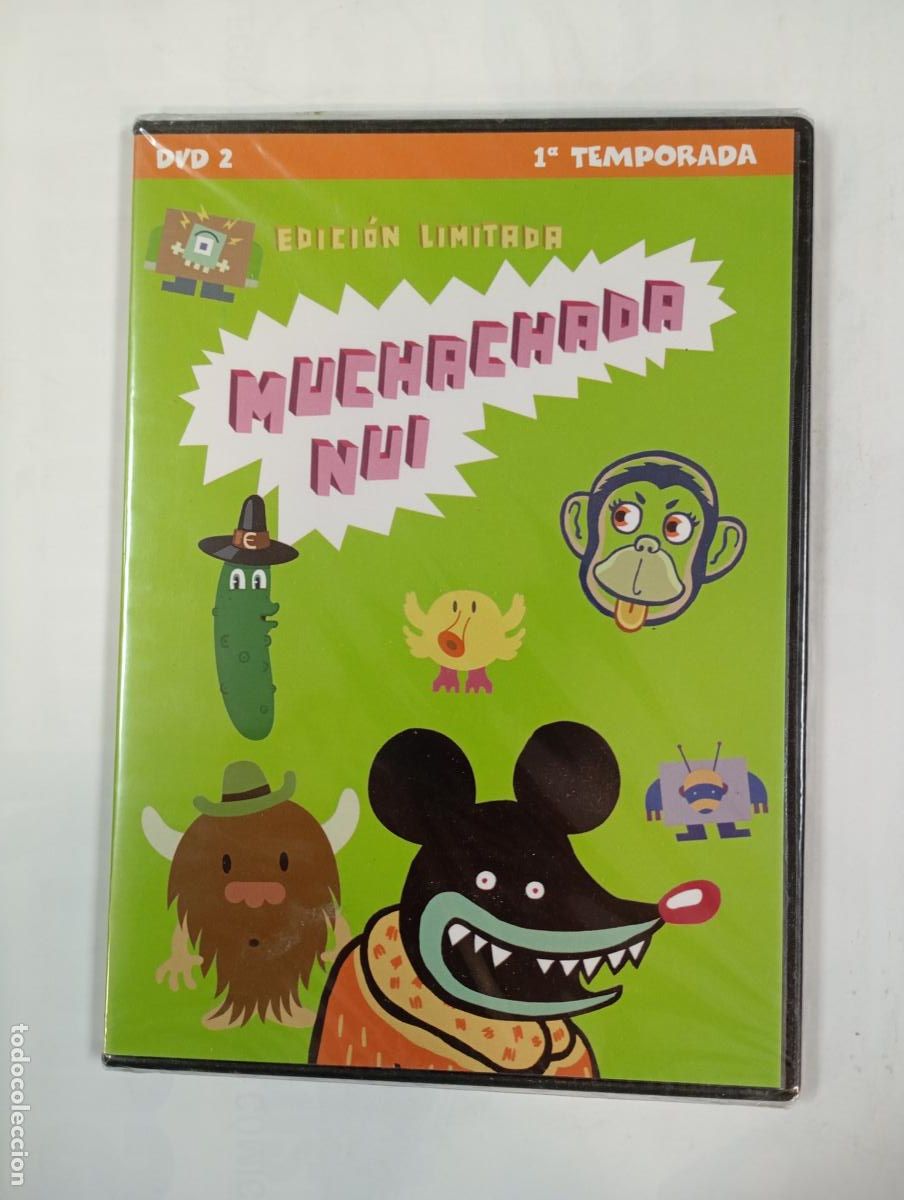 DVD 2
1ª TEMPORADA
EDICIÓN LIMITADA
MUCHACHADA
NUI
E
todocoleccion